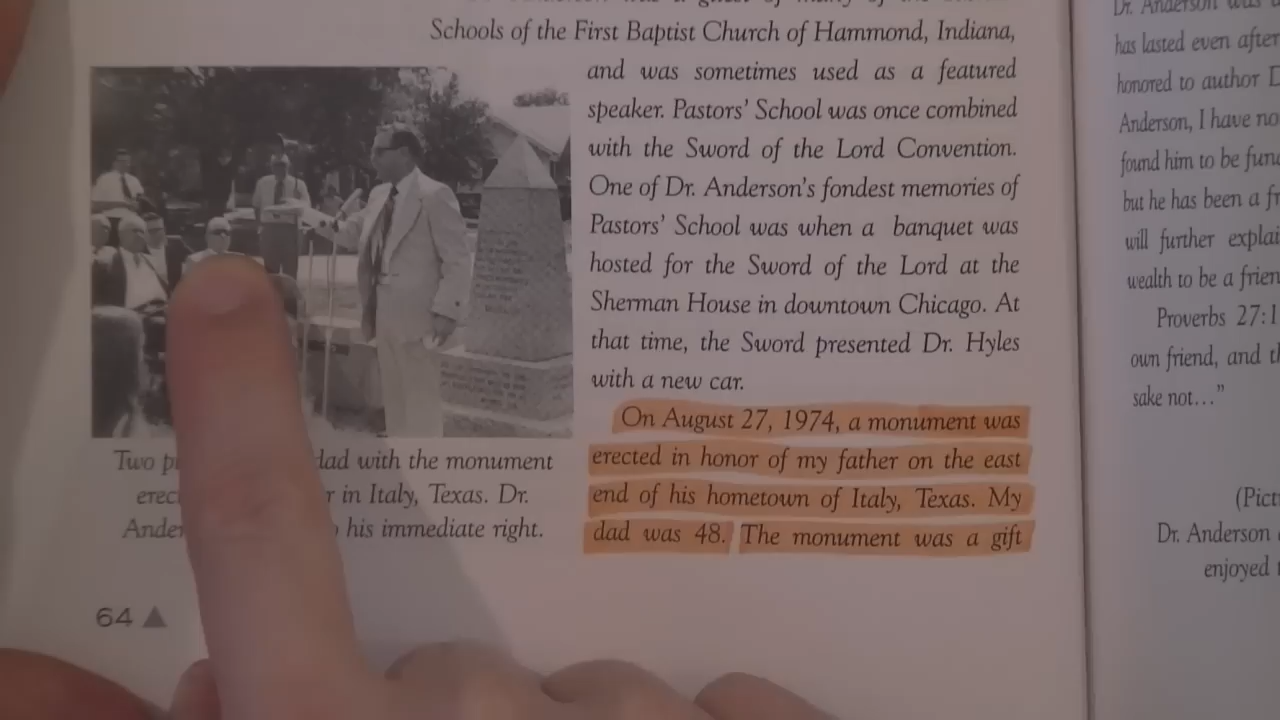 Schools of the First Baptist Church of Hammond, Indiana,
and was sometimes used as a featured
speaker. Pastors' School was once combined
with the Sword of the Lord Convention.
One of Dr. Anderson's fondest memories of
Pastors' School was when a banquet was
hosted for the Sword of the Lord at the
Sherman House in downtown Chicago. At
that time, the Sword presented Dr. Hyles
with a new car.
On August 27, 1974, a monument was
erected in honor of my father on the east
end of his hometown of Italy, Texas. My
dad was 48. The monument was a gift
Two dad with the monument
in Italy, Texas. Dr.
his immediate right.
64 ▲
Dr. Anderson was
has lasted even after
honored to author
Anderson, I have no
found him to be
but he has been a
will further
wealth to be a
Proverbs 27:1
own friend, and
sake not..."
Dr. Anderson
enjoyed